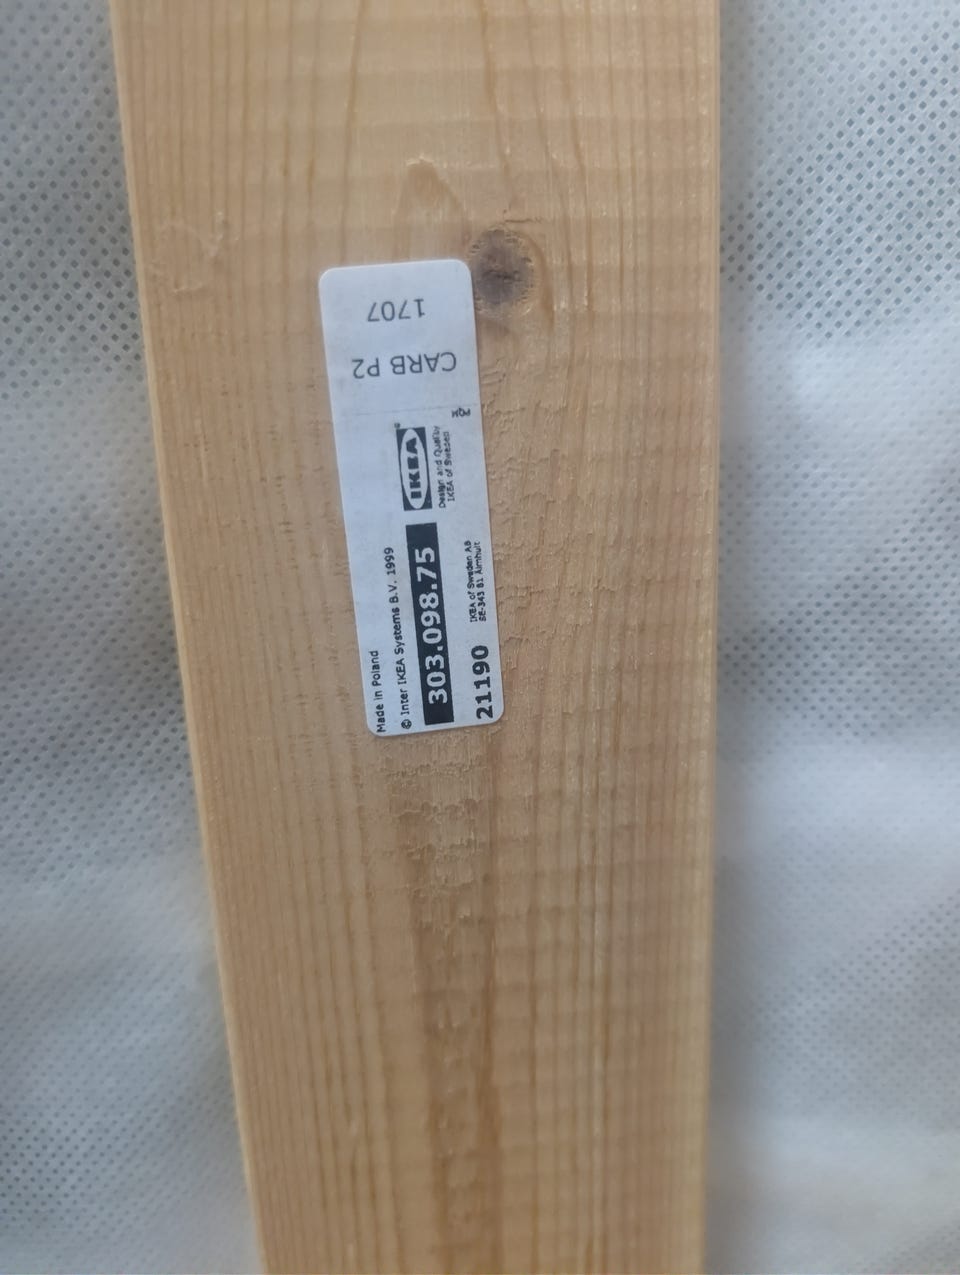 1707
CARB P2
Made in Poland
© Inter IKEA Systems B.V. 1999
303.098.75
IKEA®
21190
IKEA of Sweden AB
SE-343 81 Älmhult
Design and Quality
IKEA of Sweden